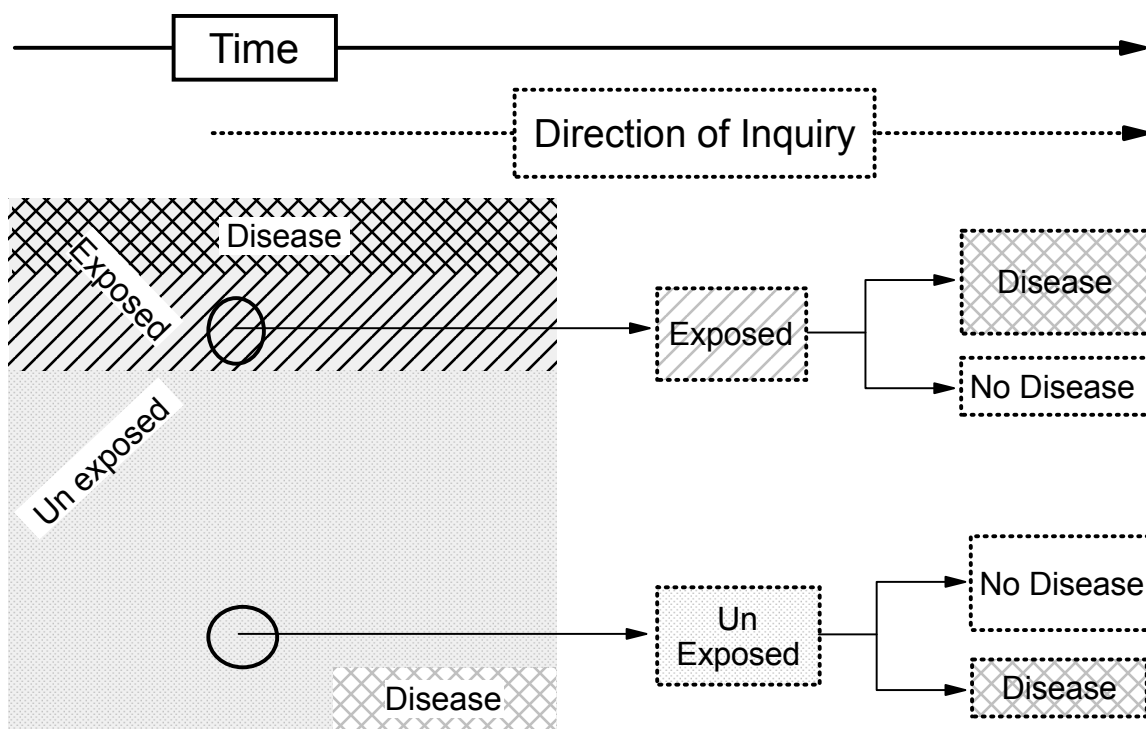 Time
Direction of Inquiry
Disease
Exposed
Un exposed
Exposed
Disease
No Disease
Un
Exposed
No Disease
Disease
Disease